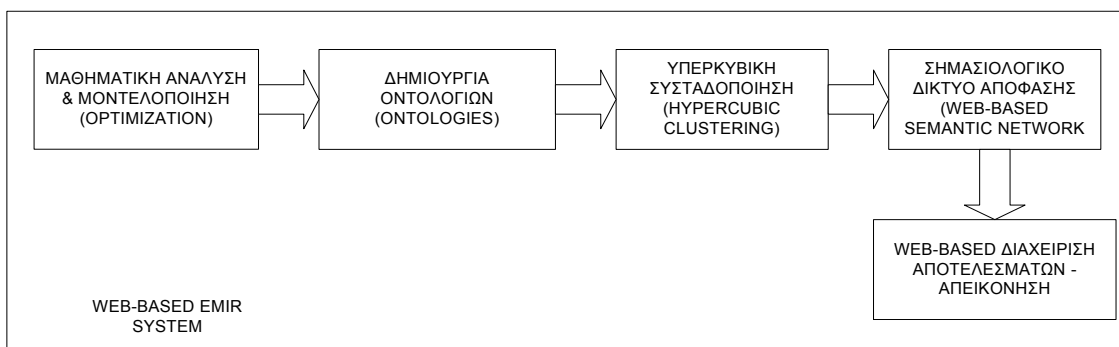 ΜΑΘΗΜΑΤΙΚΗ ΑΝΑΛΥΣΗ
& ΜΟΝΤΕΛΟΠΟΙΗΣΗ
(OPTIMIZATION)
ΔΗΜΙΟΥΡΓΙΑ
ΟΝΤΟΛΟΓΙΩΝ
(ONTOLOGIES)
ΥΠΕΡΚΥΒΙΚΗ
ΣΥΣΤΑΔΟΠΟΙΗΣΗ
(HYPERCUBIC
CLUSTERING)
ΣΗΜΑΣΙΟΛΟΓΙΚΟ
ΔΙΚΤΥΟ ΑΠΟΦΑΣΗΣ
(WEB-BASED
SEMANTIC NETWORK
WEB-BASED ΔΙΑΧΕΙΡΙΣΗ
ΑΠΟΤΕΛΕΣΜΑΤΩΝ -
ΑΠΕΙΚΟΝΗΣΗ
WEB-BASED EMIR
SYSTEM